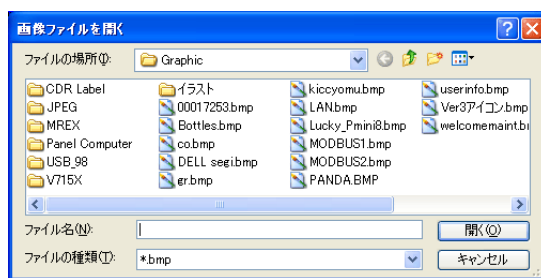 画像ファイルを開く
ファイルの場所(I):
Graphic
CDR Label
JPEG
MREX
Panel Computer
USB_98
V715X
イラスト
00017253.bmp
Bottles.bmp
co.bmp
DELL segi.bmp
gr.bmp
kiccyomu.bmp
LAN.bmp
Lucky_Pmini8.bmp
MODBUS1.bmp
MODBUS2.bmp
PANDA.BMP
userinfo.bmp
Ver3アイコン.bmp
welcomemaint.b
ファイル名(N):
開く(O)
ファイルの種類(T):
*.bmp
キャンセル